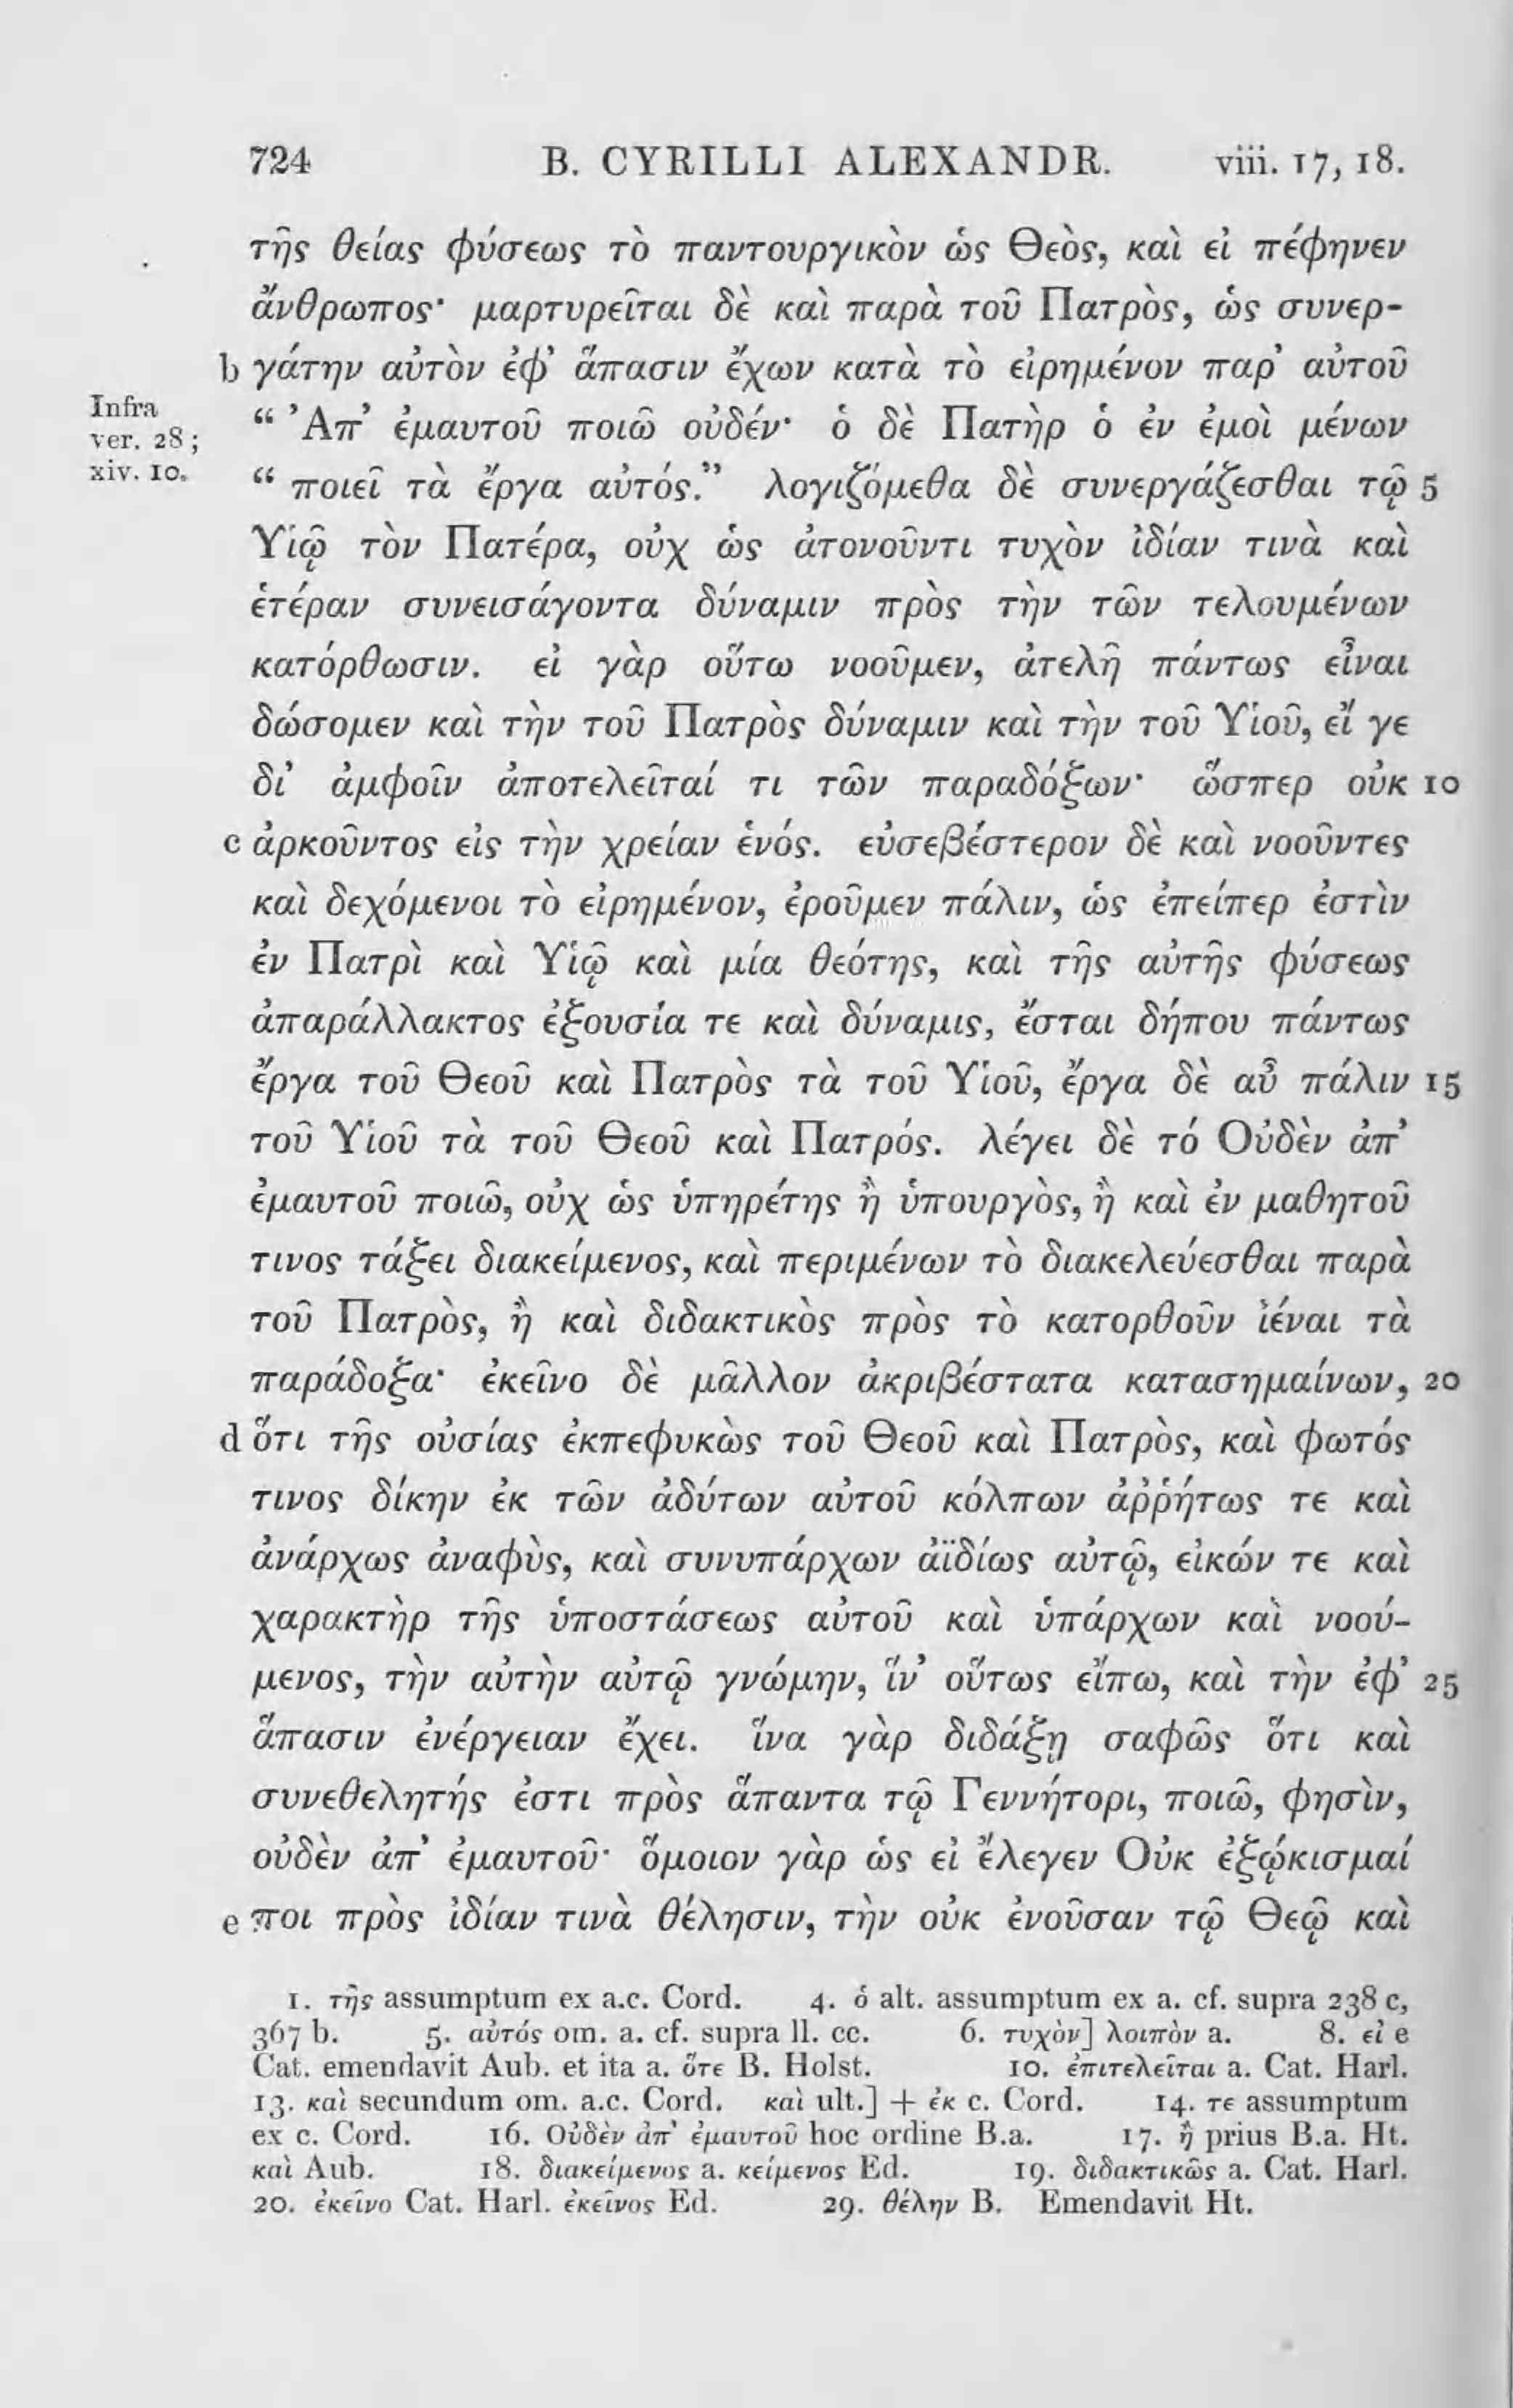 724 B. CYRILLI ALEXANDR. viii. 17, 18.
τῆς θείας φύσεως τὸ παντουργικὸν ὡς Θεὸς, καὶ εἰ πέφηνεν
ἄνθρωπος· μαρτυρεῖται δὲ καὶ παρὰ τοῦ Πατρὸς, ὡς συνερ-
b γάτην αὐτὸν ἐφ' ἅπασιν ἔχων κατὰ τὸ εἰρημένον παρ' αὐτοῦ
Infra
ver. 28;
xiv. 10.
“ Ἀπ' ἐμαυτοῦ ποιῶ οὐδέν· ὁ δὲ Πατὴρ ὁ ἐν ἐμοὶ μένων
“ ποιεῖ τὰ ἔργα αὐτός.” λογιζόμεθα δὲ συνεργάζεσθαι τῷ 5
Υἱῷ τὸν Πατέρα, οὐχ ὡς ἀτονοῦντι τυχὸν ἰδίαν τινὰ καὶ
ἑτέραν συνεισάγοντα δύναμιν πρὸς τὴν τῶν τελουμένων
κατόρθωσιν. εἰ γὰρ οὕτω νοοῦμεν, ἀτελῆ πάντως εἶναι
δώσομεν καὶ τὴν τοῦ Πατρὸς δύναμιν καὶ τὴν τοῦ Υἱοῦ, εἴ γε
δι' ἀμφοῖν ἀποτελεῖταί τι τῶν παραδόξων· ὥσπερ οὐκ 10
c ἀρκοῦντος εἰς τὴν χρείαν ἑνός. εὐσεβέστερον δὲ καὶ νοοῦντες
καὶ δεχόμενοι τὸ εἰρημένον, ἐροῦμεν πάλιν, ὡς ἐπείπερ ἐστὶν
ἐν Πατρὶ καὶ Υἱῷ καὶ μία θεότης, καὶ τῆς αὐτῆς φύσεως
ἀπαράλλακτος ἐξουσία τε καὶ δύναμις, ἔσται δήπου πάντως
ἔργα τοῦ Θεοῦ καὶ Πατρὸς τὰ τοῦ Υἱοῦ, ἔργα δὲ αὖ πάλιν 15
τοῦ Υἱοῦ τὰ τοῦ Θεοῦ καὶ Πατρός. λέγει δὲ τό Οὐδὲν ἀπ'
ἐμαυτοῦ ποιῶ, οὐχ ὡς ὑπηρέτης ἢ ὑπουργὸς, ἢ καὶ ἐν μαθητοῦ
τινος τάξει διακείμενος, καὶ περιμένων τὸ διακελεύεσθαι παρὰ
τοῦ Πατρὸς, ἢ καὶ διδακτικὸς πρὸς τὸ κατορθοῦν ἰέναι τὰ
παράδοξα· ἐκεῖνο δὲ μᾶλλον ἀκριβέστατα κατασημαίνων, 20
d ὅτι τῆς οὐσίας ἐκπεφυκὼς τοῦ Θεοῦ καὶ Πατρὸς, καὶ φωτός
τινος δίκην ἐκ τῶν ἀδύτων αὐτοῦ κόλπων ἀῤῥήτως τε καὶ
ἀνάρχως ἀναφὺς, καὶ συνυπάρχων ἀϊδίως αὐτῷ, εἰκών τε καὶ
χαρακτὴρ τῆς ὑποστάσεως αὐτοῦ καὶ ὑπάρχων καὶ νοού-
μενος, τὴν αὐτὴν αὐτῷ γνώμην, ἵν' οὕτως εἴπω, καὶ τὴν ἐφ' 25
ἅπασιν ἐνέργειαν ἔχει. ἵνα γὰρ διδάξῃ σαφῶς ὅτι καὶ
συνεθελητής ἐστι πρὸς ἅπαντα τῷ Γεννήτορι, ποιῶ, φησὶν,
οὐδὲν ἀπ' ἐμαυτοῦ· ὅμοιον γὰρ ὡς εἰ ἔλεγεν Οὐκ ἐξῴκισμαί
e ποι πρὸς ἰδίαν τινὰ θέλησιν, τὴν οὐκ ἐνοῦσαν τῷ Θεῷ καὶ
1. τῆς assumptum ex a.c. Cord. 4. ὁ alt. assumptum ex a. cf. supra 238 c,
367 b. 5. αὐτός om. a. cf. supra ll. cc. 6. τυχὸν] λοιπὸν a. 8. εἰ e
Cat. emendavit Aub. et ita a. ὅτε B. Holst. 10. ἐπιτελεῖται a. Cat. Harl.
13. καὶ secundum om. a.c. Cord. καὶ ult.] + ἐκ c. Cord. 14. τε assumptum
ex c. Cord. 16. Οὐδὲν ἀπ' ἐμαυτοῦ hoc ordine B.a. 17. ἢ prius B.a. Ht.
καὶ Aub. 18. διακείμενος a. κείμενος Ed. 19. διδακτικῶς a. Cat. Harl.
20. ἐκεῖνο Cat. Harl. ἐκεῖνος Ed. 29. θέλην B. Emendavit Ht.